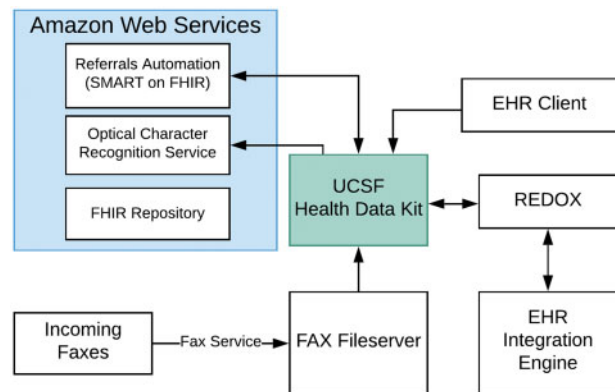 Amazon Web Services
Referrals Automation
(SMART on FHIR)
Optical Character
Recognition Service
FHIR Repository
EHR Client
UCSF
Health Data Kit
REDOX
Incoming
Faxes
Fax Service
FAX Fileserver
EHR
Integration
Engine